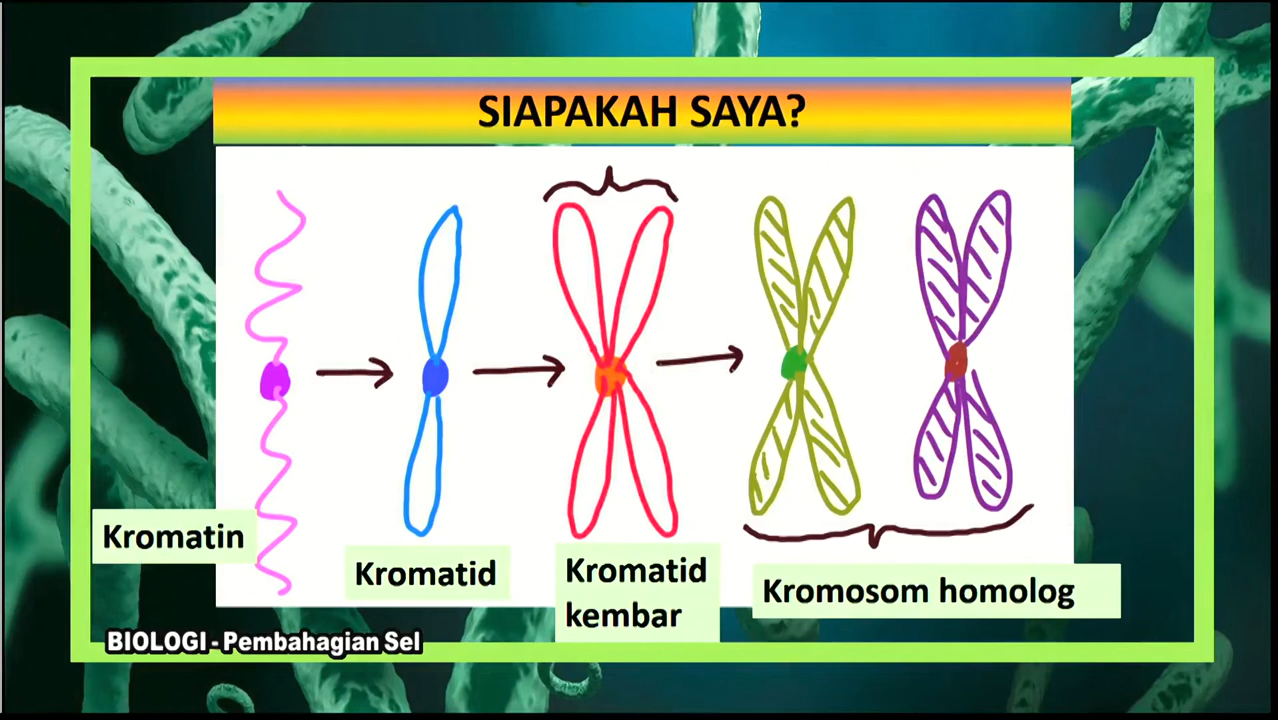 SIAPAKAH SAYA?
Kromatin
Kromatid
Kromatid
kembar
Kromosom homolog
BIOLOGI - Pembahagian Sel